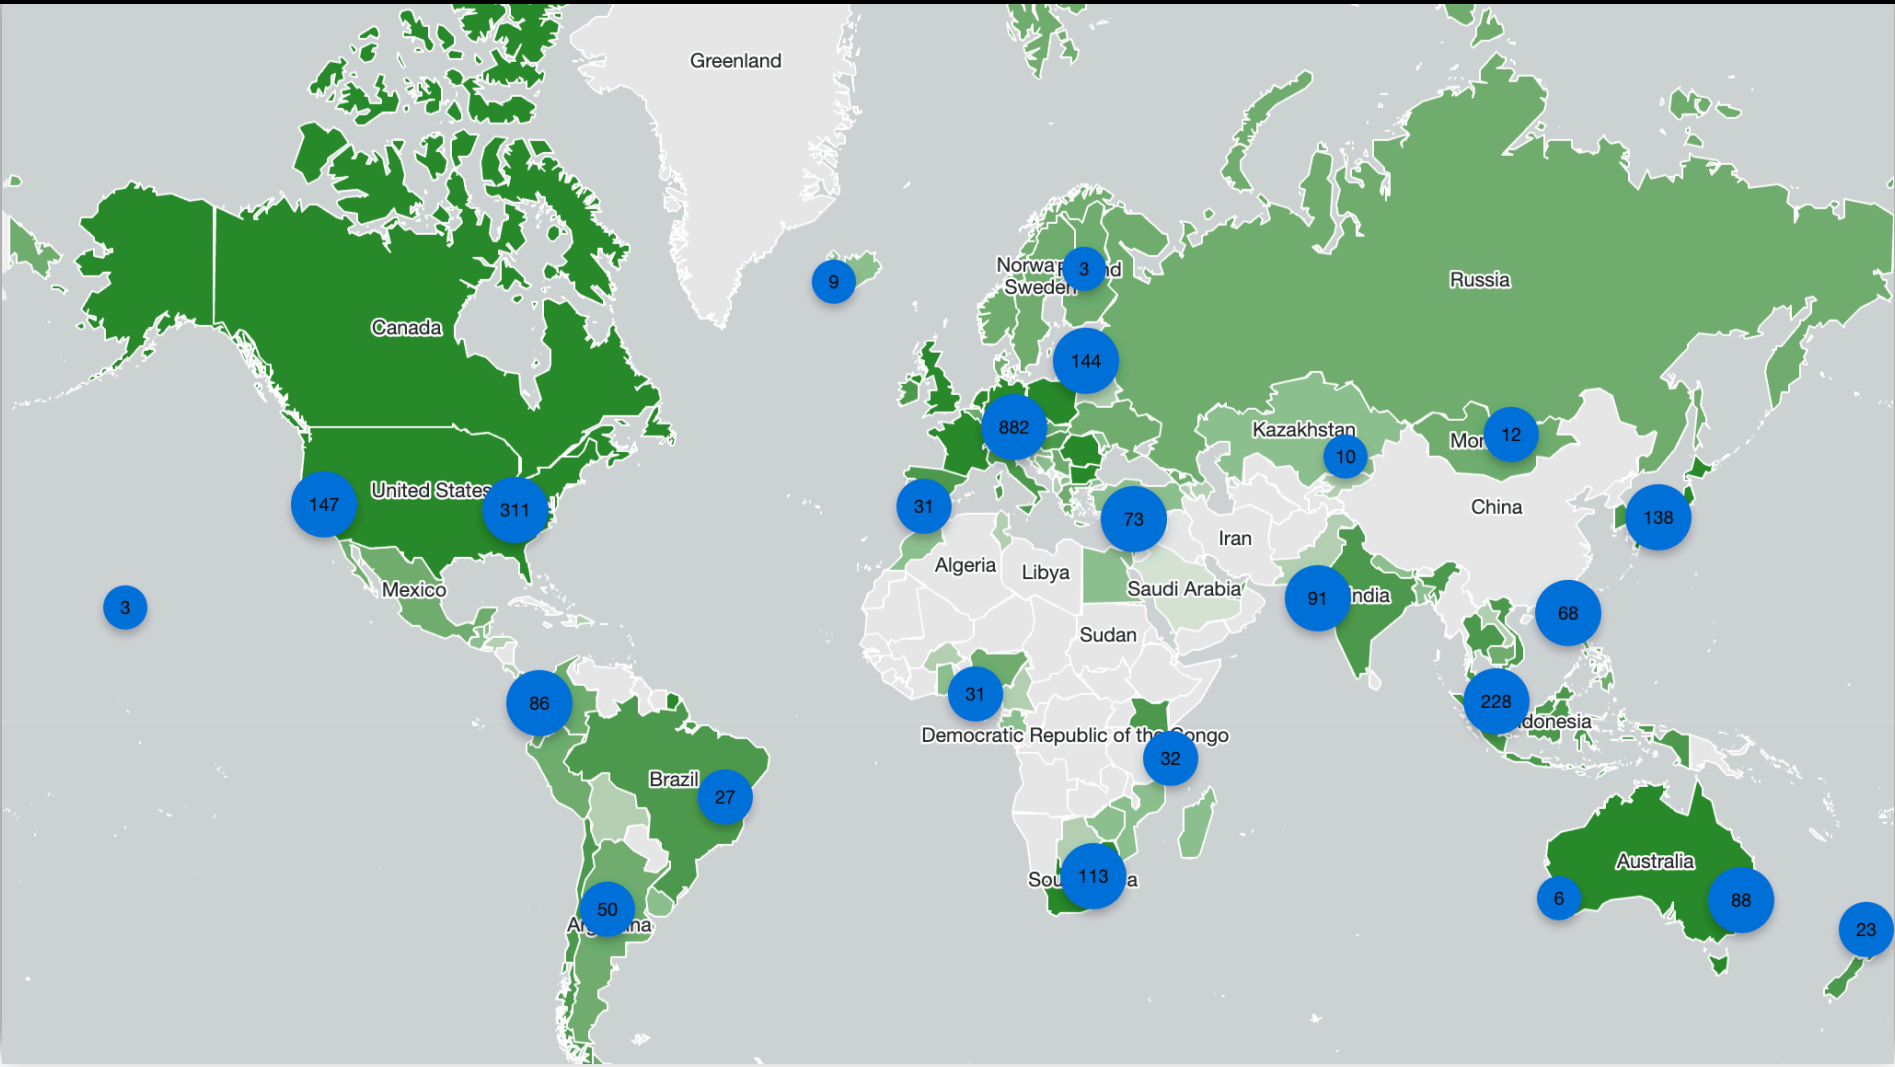 Greenland
3
Russia
9
Sweden
Canada
144
882
Kazakhstan
12
10
United States
147
311
31
73
China
138
Iran
Algeria
Libya
Mexico
Saudi Arabia
91
India
3
68
Sudan
86
31
228
Democratic Republic of the Congo
32
Brazil
27
Australia
113
6
88
50
23